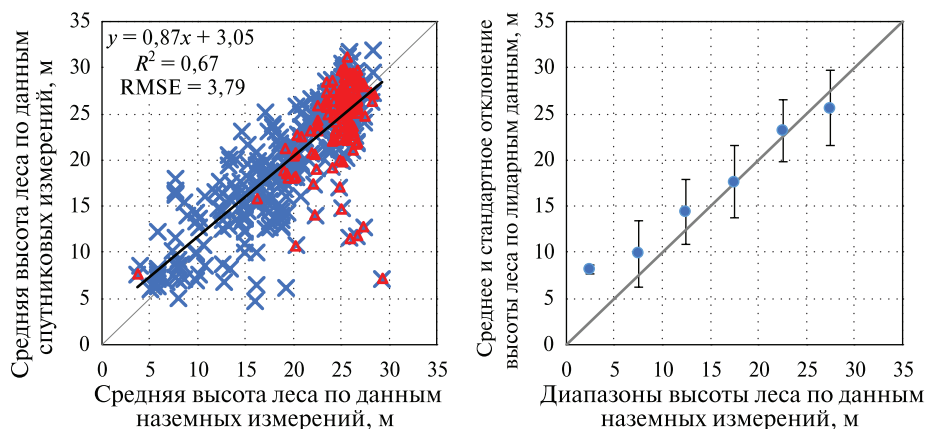 Средняя высота леса по данным
спутниковых измерений, м
35
30
25
20
15
10
5
0
y = 0,87x + 3,05
R² = 0,67
RMSE = 3,79
0 5 10 15 20 25 30 35
Средняя высота леса по данным
наземных измерений, м
Среднее и стандартное отклонение
высоты леса по лидарным данным, м
35
30
25
20
15
10
5
0
0 5 10 15 20 25 30 35
Диапазоны высоты леса по данным
наземных измерений, м